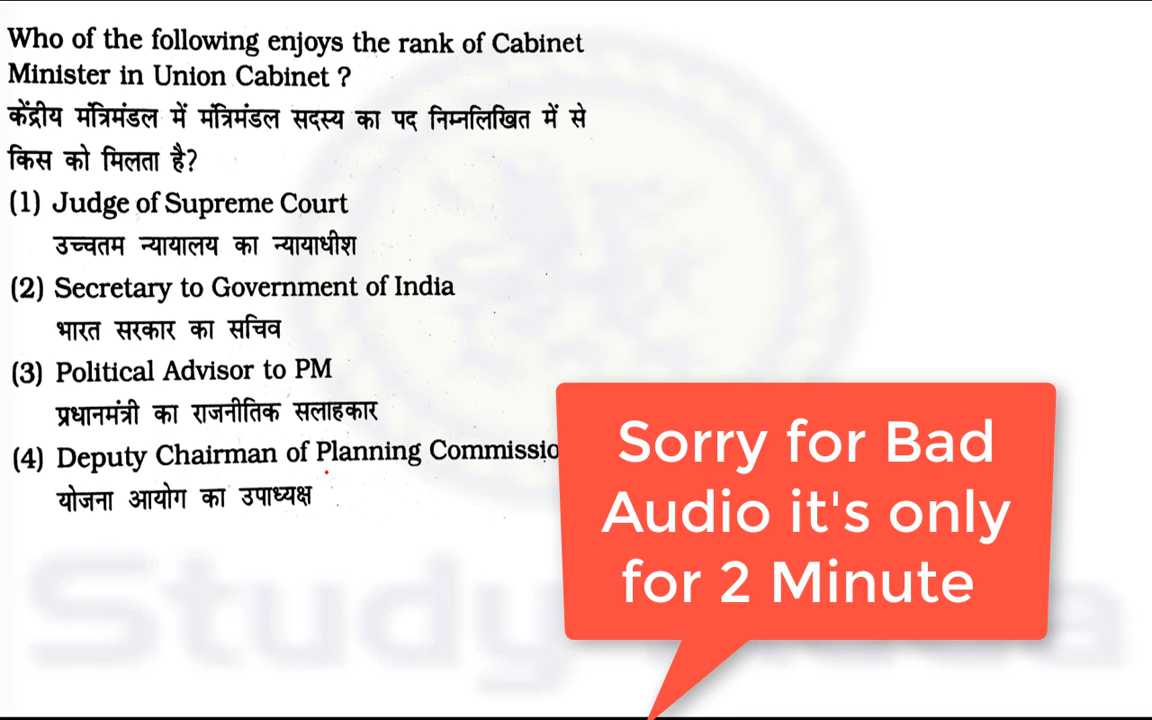 Who of the following enjoys the rank of Cabinet
Minister in Union Cabinet ?
केंद्रीय मंत्रिमंडल में मंत्रिमंडल सदस्य का पद निम्नलिखित में से
किस को मिलता है?
(1) Judge of Supreme Court
उच्चतम न्यायालय का न्यायाधीश
(2) Secretary to Government of India
भारत सरकार का सचिव
(3) Political Advisor to PM
प्रधानमंत्री का राजनीतिक सलाहकार
(4) Deputy Chairman of Planning Commissio
योजना आयोग का उपाध्यक्ष
Sorry for Bad
Audio it's only
for 2 Minute
Study